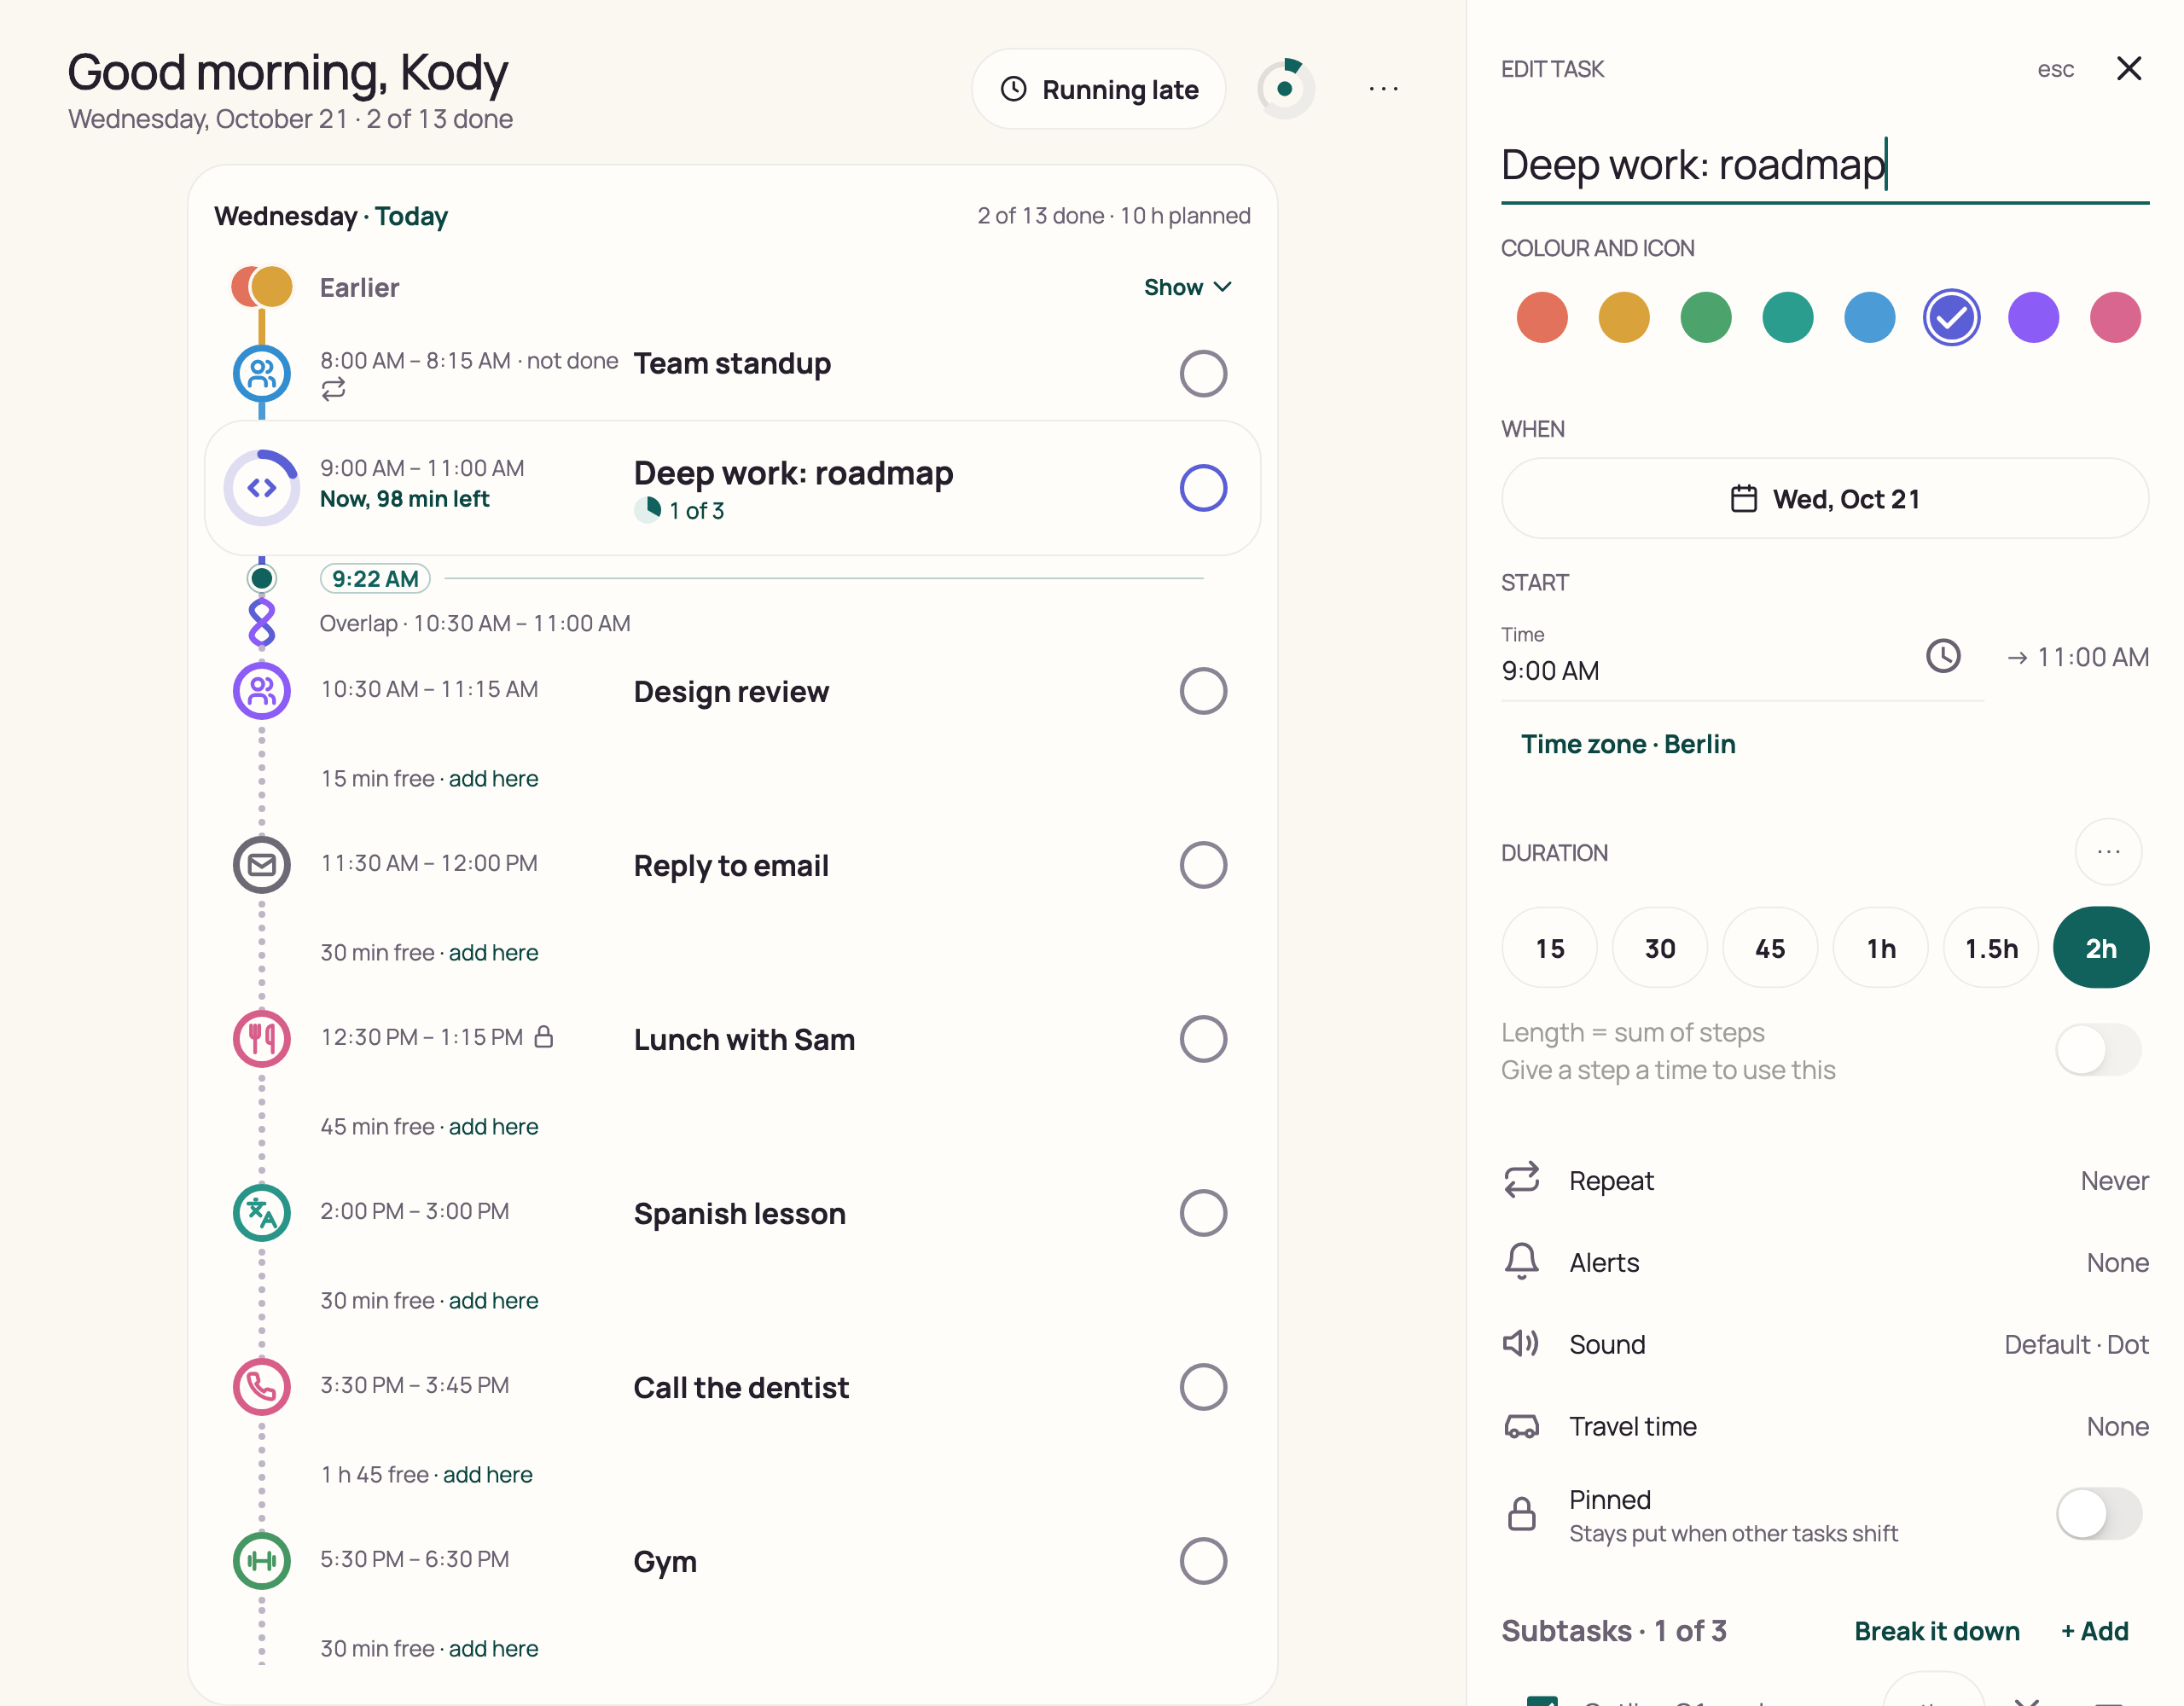 Good morning, Kody
Wednesday, October 21 · 2 of 13 done
Running late
Wednesday · Today
2 of 13 done · 10 h planned
Earlier
Show
8:00 AM – 8:15 AM · not done
Team standup
9:00 AM – 11:00 AM
Now, 98 min left
Deep work: roadmap
1 of 3
9:22 AM
Overlap · 10:30 AM – 11:00 AM
10:30 AM – 11:15 AM
Design review
15 min free · add here
11:30 AM – 12:00 PM
Reply to email
30 min free · add here
12:30 PM – 1:15 PM
Lunch with Sam
45 min free · add here
2:00 PM – 3:00 PM
Spanish lesson
30 min free · add here
3:30 PM – 3:45 PM
Call the dentist
1 h 45 free · add here
5:30 PM – 6:30 PM
Gym
30 min free · add here
EDIT TASK
esc
Deep work: roadmap
COLOUR AND ICON
WHEN
Wed, Oct 21
START
Time
9:00 AM
→ 11:00 AM
Time zone · Berlin
DURATION
15
30
45
1h
1.5h
2h
Length = sum of steps
Give a step a time to use this
Repeat
Never
Alerts
None
Sound
Default · Dot
Travel time
None
Pinned
Stays put when other tasks shift
Subtasks · 1 of 3
Break it down
+ Add